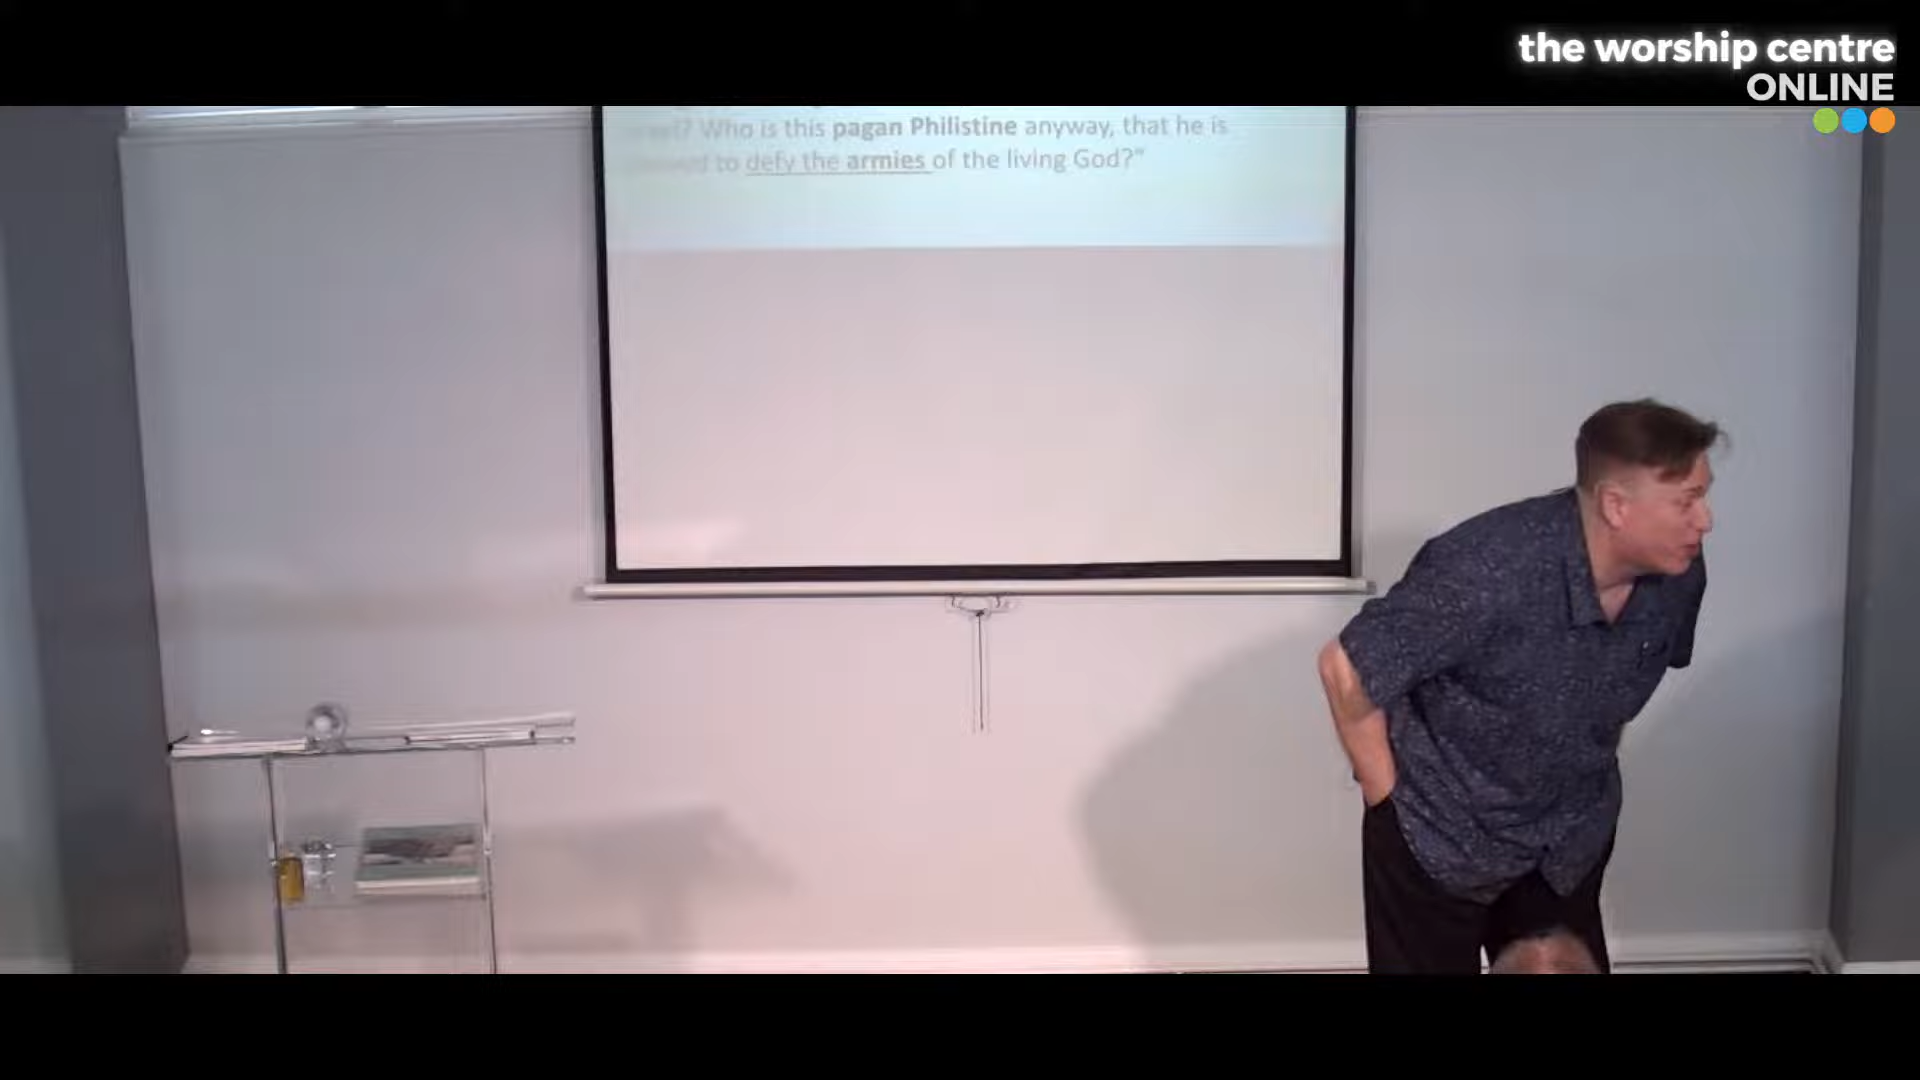 the worship centre
ONLINE
Who is this pagan Philistine anyway, that he is
to defy the armies of the living God?"